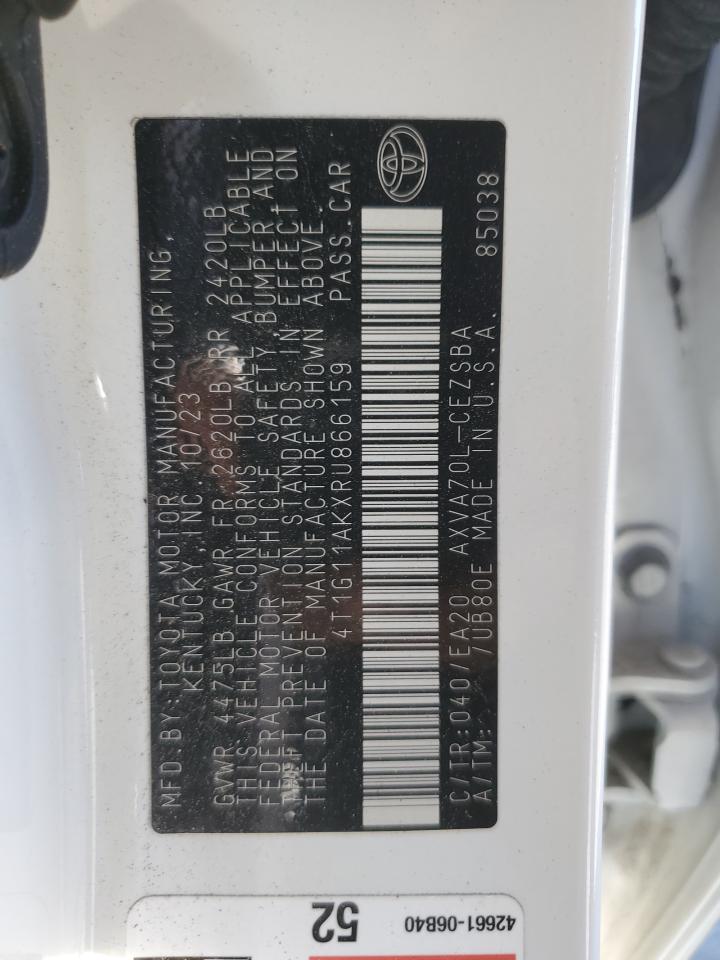 MFD.BY:TOYOTA MOTOR MANUFACTURING,
KENTUCKY,INC 10/23
GVWR 4475LB GAWR FR 2620LB RR 2420LB
THIS VEHICLE CONFORMS TO ALL APPLICABLE
FEDERAL MOTOR VEHICLE SAFETY, BUMPER AND
THEFT PREVENTION STANDARDS IN EFFECT ON
THE DATE OF MANUFACTURE SHOWN ABOVE.
4T1G11AKXRU866159 PASS.CAR
C/TR:040/EA20 AXVA70L-CEZSBA
A/TM: /UB80E MADE IN U.S.A. 85038
52
42661-06B40